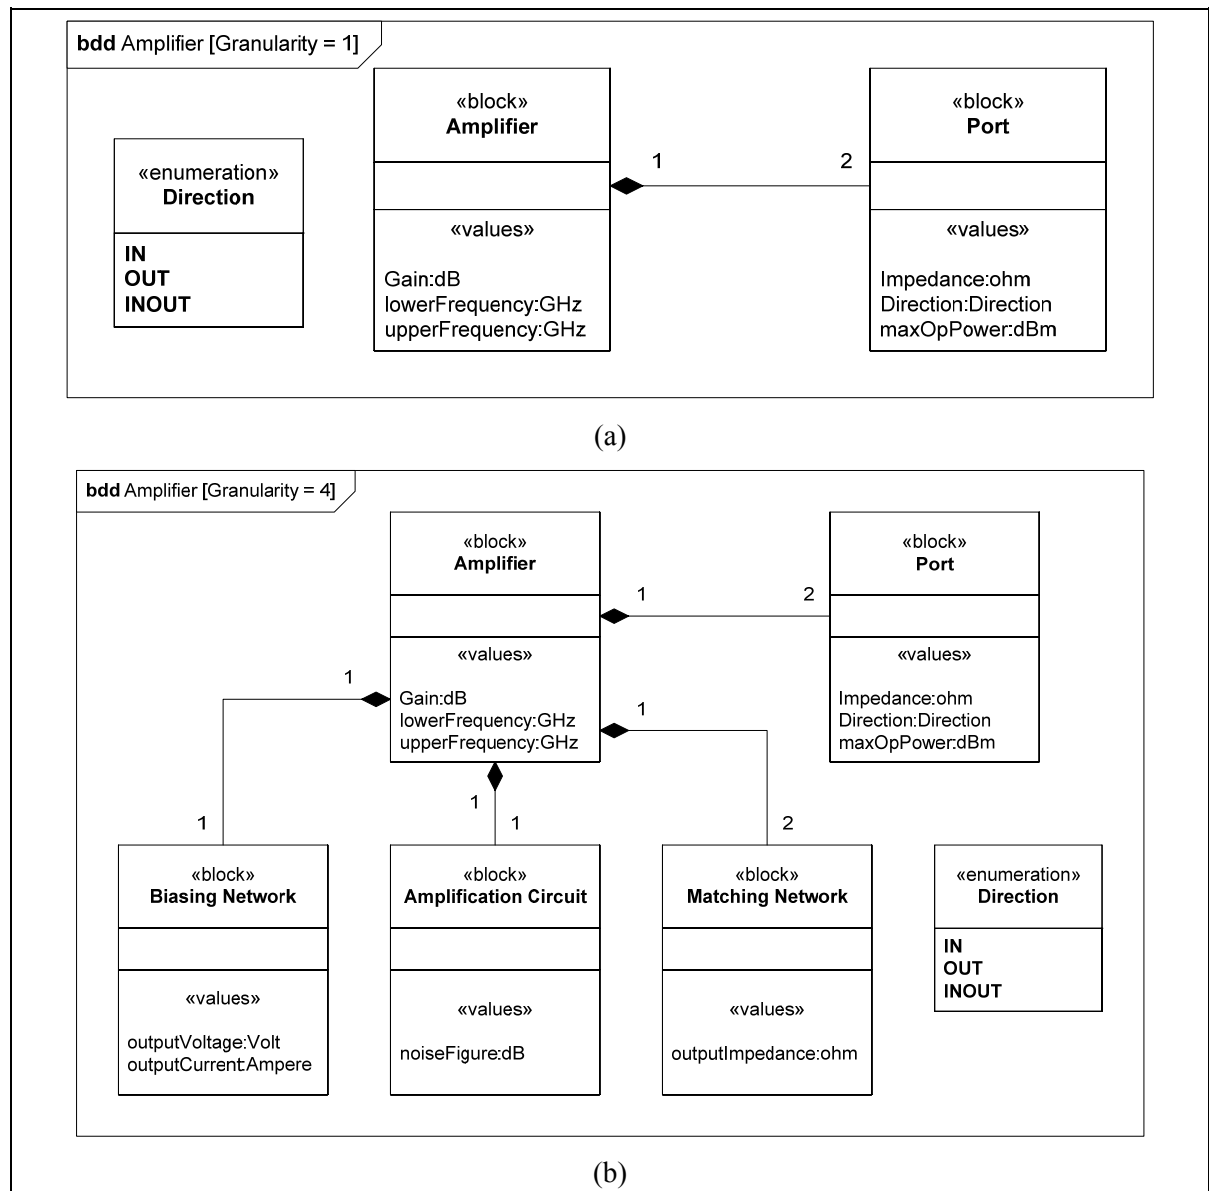 bdd Amplifier [Granularity = 1]
«block»
Amplifier
«block»
Port
«enumeration»
Direction
1
2
IN
OUT
INOUT
«values»
Gain:dB
lowerFrequency:GHz
upperFrequency:GHz
«values»
Impedance:ohm
Direction:Direction
maxOpPower:dBm
(a)
bdd Amplifier [Granularity = 4]
«block»
Amplifier
«block»
Port
1
2
«values»
Gain:dB
lowerFrequency:GHz
upperFrequency:GHz
«values»
Impedance:ohm
Direction:Direction
maxOpPower:dBm
1
1
1
1
1
2
«block»
Biasing Network
«values»
outputVoltage:Volt
outputCurrent:Ampere
«block»
Amplification Circuit
«values»
noiseFigure:dB
«block»
Matching Network
«values»
outputImpedance:ohm
«enumeration»
Direction
IN
OUT
INOUT
(b)